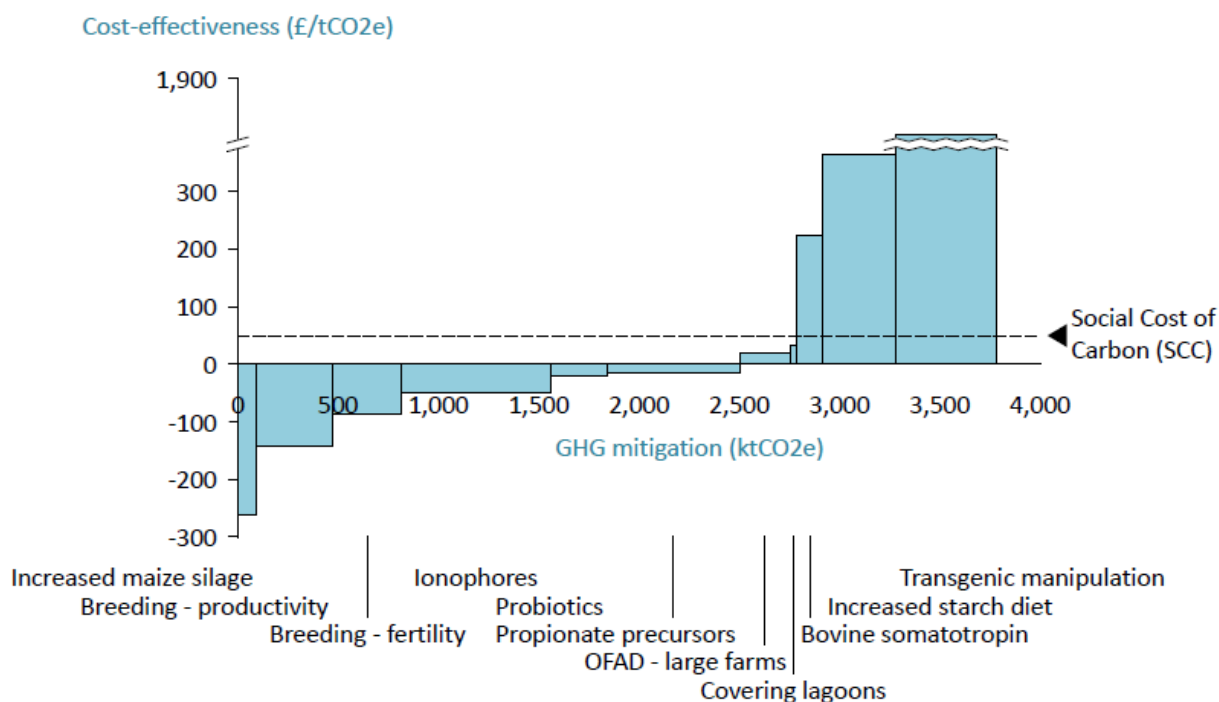 Cost-effectiveness (£/tCO2e)
1,900
300
200
100
0
-100
-200
-300
0 500 1,000 1,500 2,000 2,500 3,000 3,500 4,000
GHG mitigation (ktCO2e)
Social Cost of
Carbon (SCC)
Increased maize silage
Breeding - productivity
Breeding - fertility
Ionophores
Probiotics
Propionate precursors
OFAD - large farms
Covering lagoons
Transgenic manipulation
Increased starch diet
Bovine somatotropin